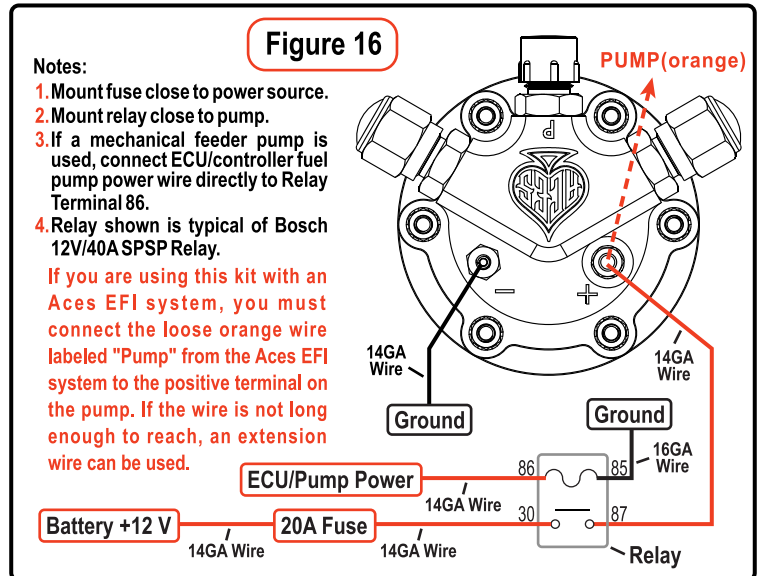 Figure 16
Notes:
1.Mount fuse close to power source.
2.Mount relay close to pump.
3.If a mechanical feeder pump is
used, connect ECU/controller fuel
pump power wire directly to Relay
Terminal 86.
4.Relay shown is typical of Bosch
12V/40A SPSP Relay.
If you are using this kit with an
Aces EFI system, you must
connect the loose orange wire
labeled "Pump" from the Aces EFI
system to the positive terminal on
the pump. If the wire is not long
enough to reach, an extension
wire can be used.
PUMP(orange)
P
ACES
−
+
14GA
Wire
14GA
Wire
Ground
Ground
16GA
Wire
86
85
ECU/Pump Power
14GA Wire
30
87
Battery +12 V
20A Fuse
14GA Wire
14GA Wire
Relay